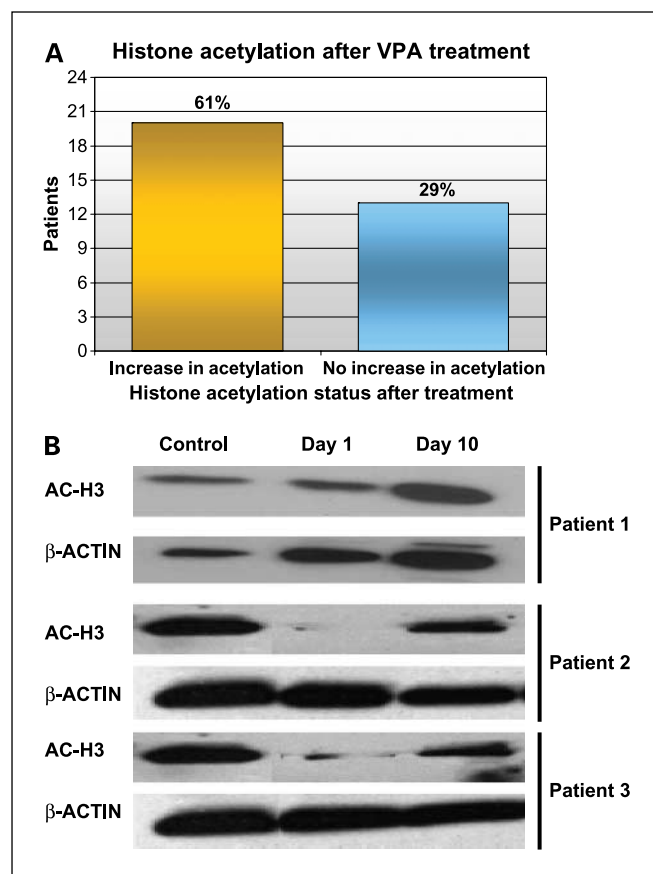 A
Histone acetylation after VPA treatment
24
21
18
15
12
9
6
3
0
Patients
61%
29%
Increase in acetylation No increase in acetylation
Histone acetylation status after treatment
B
Control Day 1 Day 10
AC-H3
β-ACTIN
Patient 1
AC-H3
β-ACTIN
Patient 2
AC-H3
β-ACTIN
Patient 3